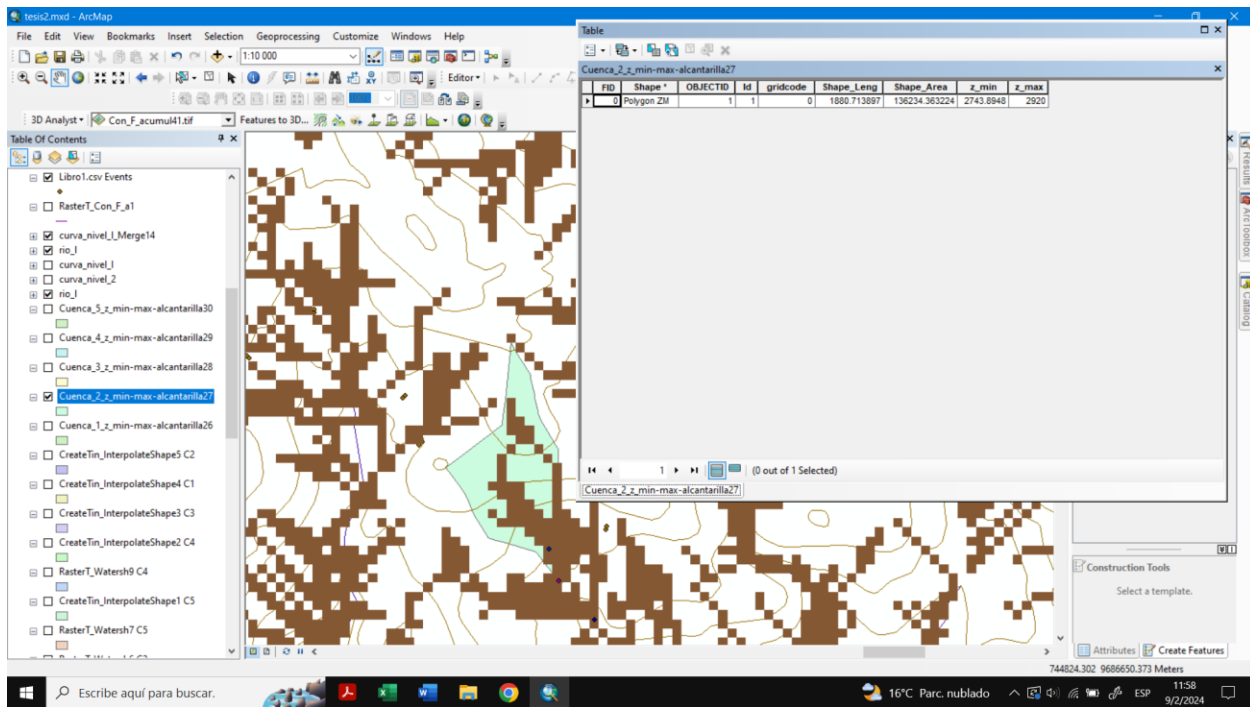 tesis2.mxd - ArcMap
File Edit View Bookmarks Insert Selection Geoprocessing Customize Windows Help
1:10 000
Editor
3D Analyst Con_F_acumul41.tif Features to 3D...
Table Of Contents
Libro1.csv Events
RasterT_Con_F_a1
curva_nivel_l_Merge14
rio_l
curva_nivel_l
curva_nivel_2
rio_l
Cuenca_5_z_min-max-alcantarilla30
Cuenca_4_z_min-max-alcantarilla29
Cuenca_3_z_min-max-alcantarilla28
Cuenca_2_z_min-max-alcantarilla27
Cuenca_1_z_min-max-alcantarilla26
CreateTin_InterpolateShape5 C2
CreateTin_InterpolateShape4 C1
CreateTin_InterpolateShape3 C3
CreateTin_InterpolateShape2 C4
RasterT_Watersh9 C4
CreateTin_InterpolateShape1 C5
RasterT_Watersh7 C5
Table
Cuenca_2_z_min-max-alcantarilla27
FID Shape * OBJECTID Id gridcode Shape_Leng Shape_Area z_min z_max
0 Polygon ZM 1 1 0 1880.713897 136234.363224 2743.8948 2920
1 (0 out of 1 Selected)
Cuenca_2_z_min-max-alcantarilla27
Results
ArcToolbox
Catalog
Construction Tools
Select a template.
Attributes Create Features
744824.302 9686650.373 Meters
Escribe aquí para buscar.
16°C Parc. nublado
ESP
11:58
9/2/2024